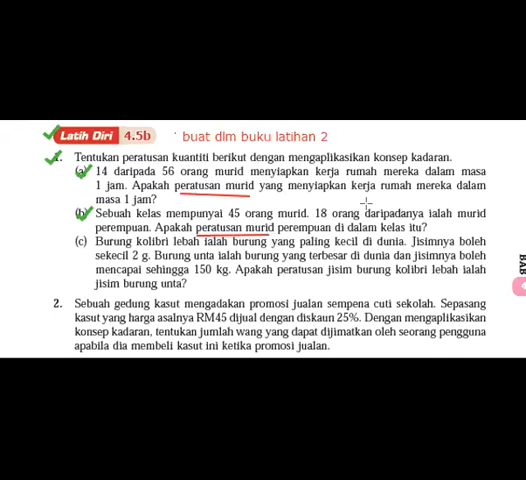 Latih Diri 4.5b buat dlm buku latihan 2
1. Tentukan peratusan kuantiti berikut dengan mengaplikasikan konsep kadaran.
(a) 14 daripada 56 orang murid menyiapkan kerja rumah mereka dalam masa
1 jam. Apakah peratusan murid yang menyiapkan kerja rumah mereka dalam
masa 1 jam?
(b) Sebuah kelas mempunyai 45 orang murid. 18 orang daripadanya ialah murid
perempuan. Apakah peratusan murid perempuan di dalam kelas itu?
(c) Burung kolibri lebah ialah burung yang paling kecil di dunia. Jisimnya boleh
sekecil 2 g. Burung unta ialah burung yang terbesar di dunia dan jisimnya boleh
mencapai sehingga 150 kg. Apakah peratusan jisim burung kolibri lebah ialah
jisim burung unta?
BAB
2. Sebuah gedung kasut mengadakan promosi jualan sempena cuti sekolah. Sepasang
kasut yang harga asalnya RM45 dijual dengan diskaun 25%. Dengan mengaplikasikan
konsep kadaran, tentukan jumlah wang yang dapat dijimatkan oleh seorang pengguna
apabila dia membeli kasut ini ketika promosi jualan.